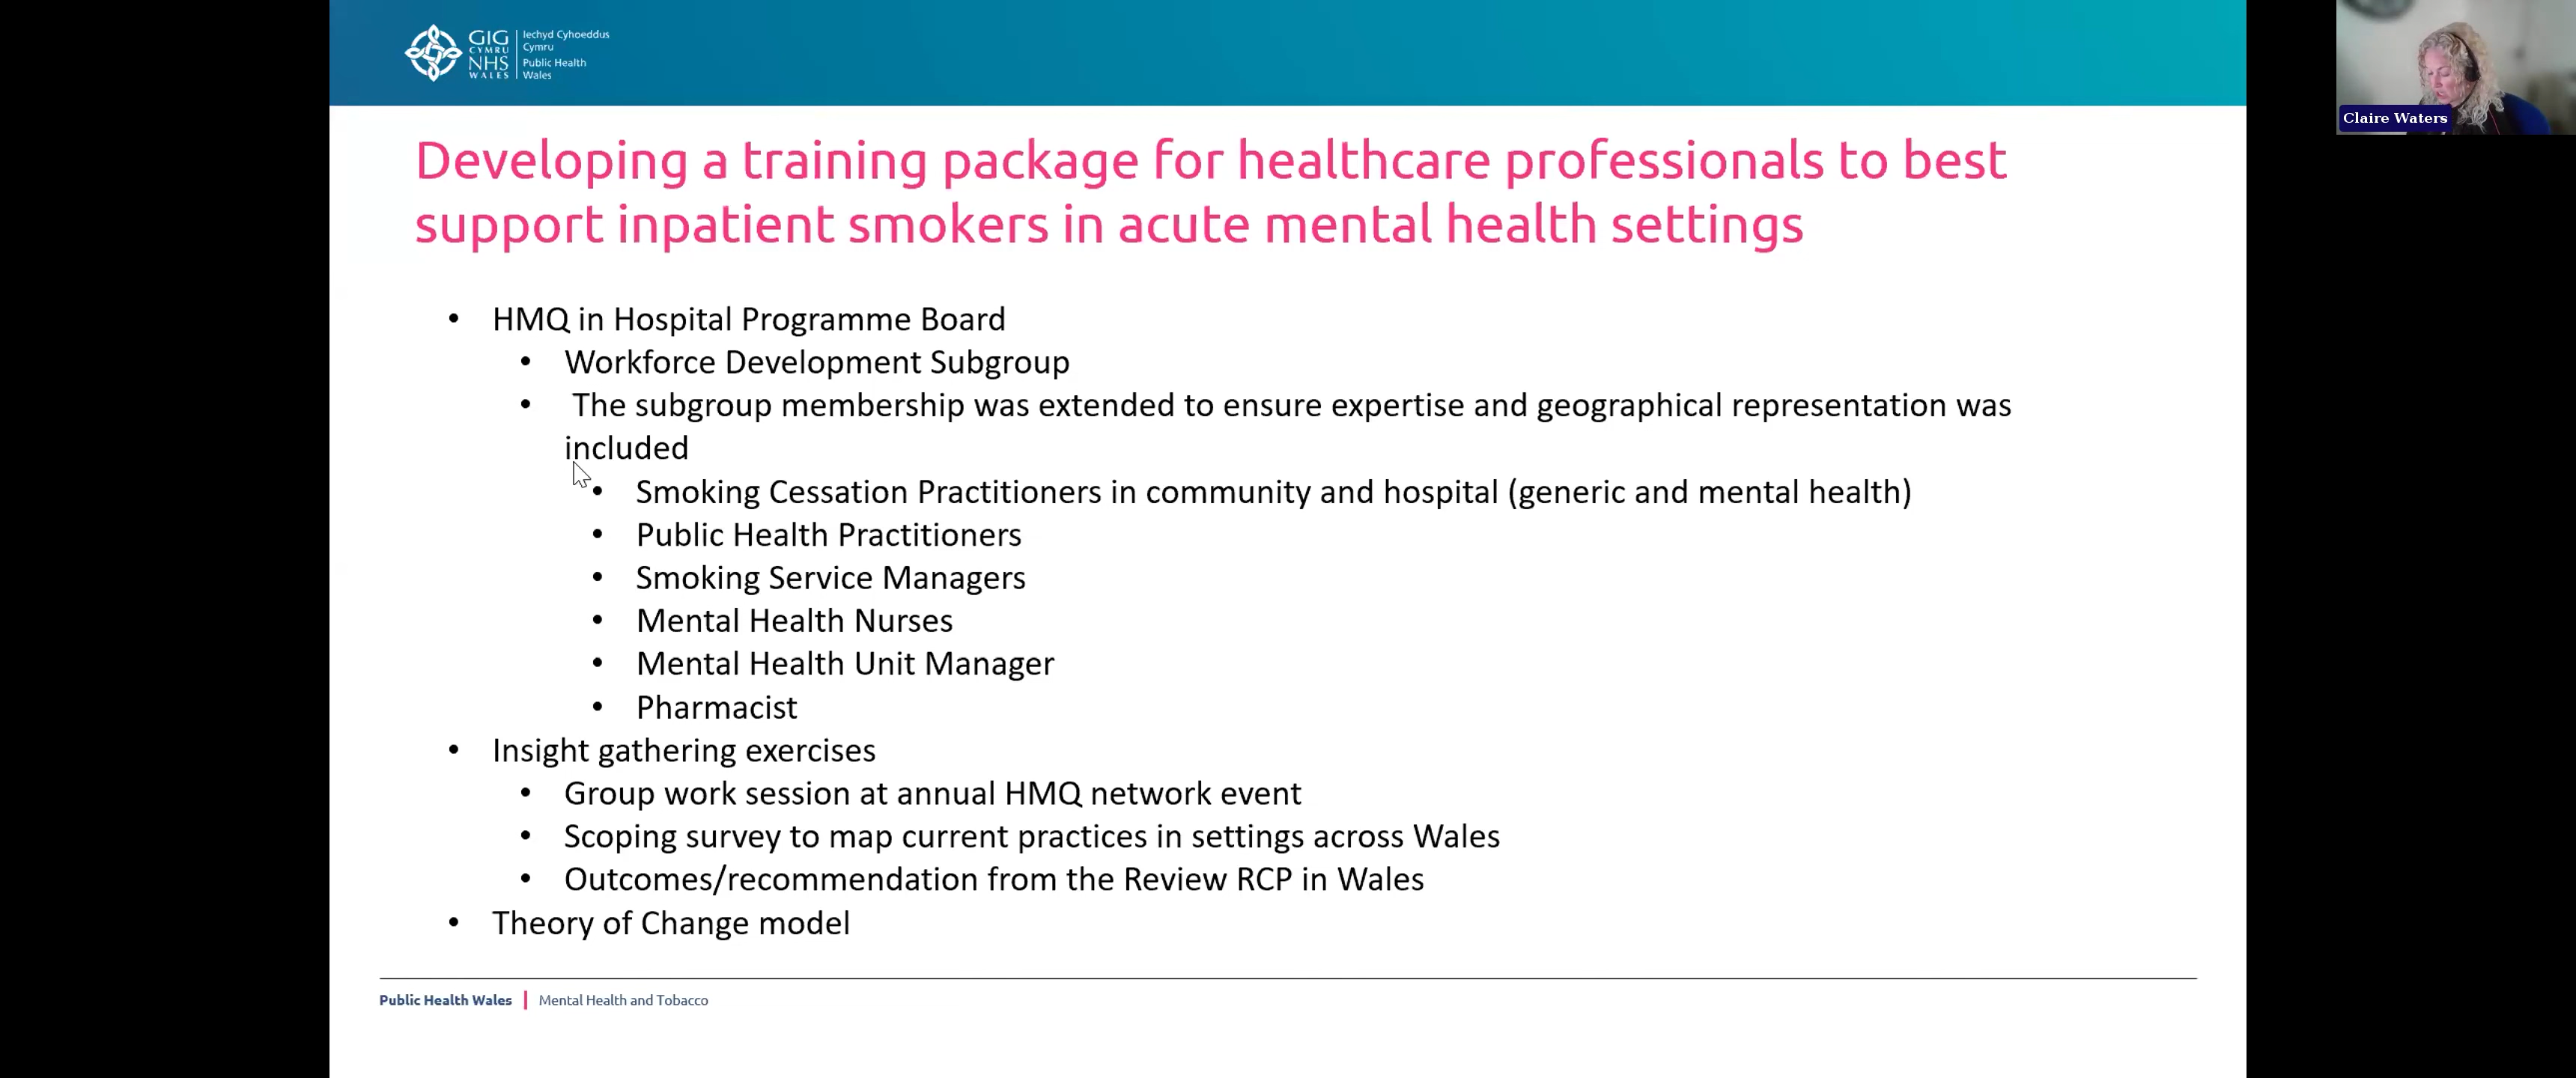 GIG
CYMRU
NHS
WALES
Iechyd Cyhoeddus
Cymru
Public Health
Wales
Claire Waters
Developing a training package for healthcare professionals to best
support inpatient smokers in acute mental health settings
• HMQ in Hospital Programme Board
• Workforce Development Subgroup
• The subgroup membership was extended to ensure expertise and geographical representation was
included
• Smoking Cessation Practitioners in community and hospital (generic and mental health)
• Public Health Practitioners
• Smoking Service Managers
• Mental Health Nurses
• Mental Health Unit Manager
• Pharmacist
• Insight gathering exercises
• Group work session at annual HMQ network event
• Scoping survey to map current practices in settings across Wales
• Outcomes/recommendation from the Review RCP in Wales
• Theory of Change model
Public Health Wales | Mental Health and Tobacco